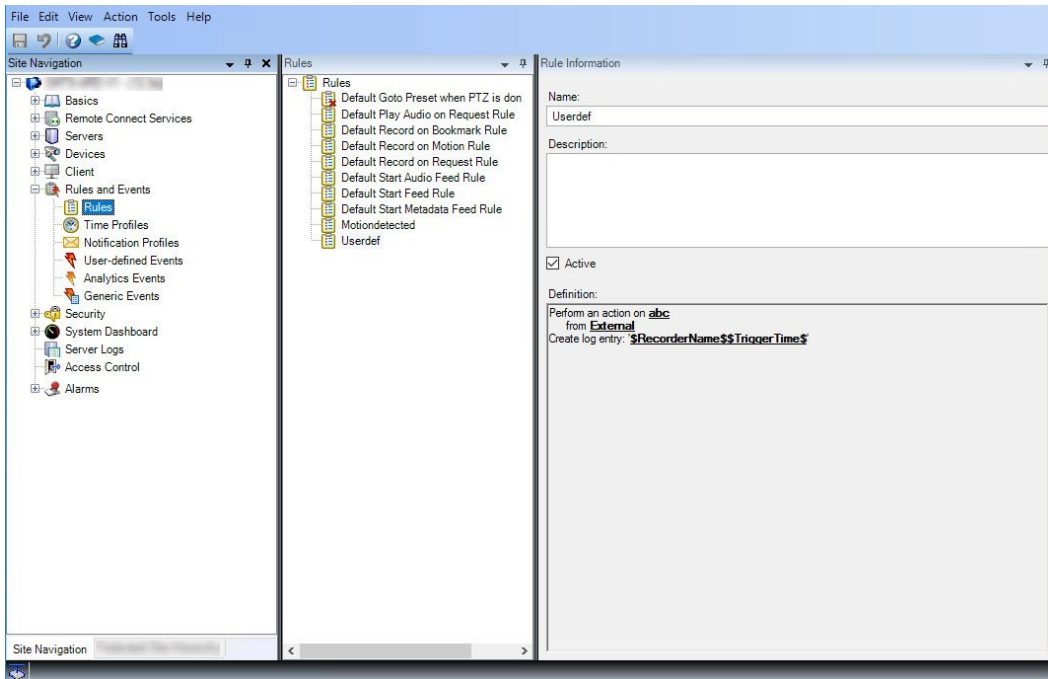 File Edit View Action Tools Help
Site Navigation
Basics
Remote Connect Services
Servers
Devices
Client
Rules and Events
Rules
Time Profiles
Notification Profiles
User-defined Events
Analytics Events
Generic Events
Security
System Dashboard
Server Logs
Access Control
Alarms
Site Navigation
Rules
Rules
Default Goto Preset when PTZ is don
Default Play Audio on Request Rule
Default Record on Bookmark Rule
Default Record on Motion Rule
Default Record on Request Rule
Default Start Audio Feed Rule
Default Start Feed Rule
Default Start Metadata Feed Rule
Motiondetected
Userdef
Rule Information
Name:
Userdef
Description:
Active
Definition:
Perform an action on abc
from External
Create log entry: '$RecorderName$$TriggerTime$'